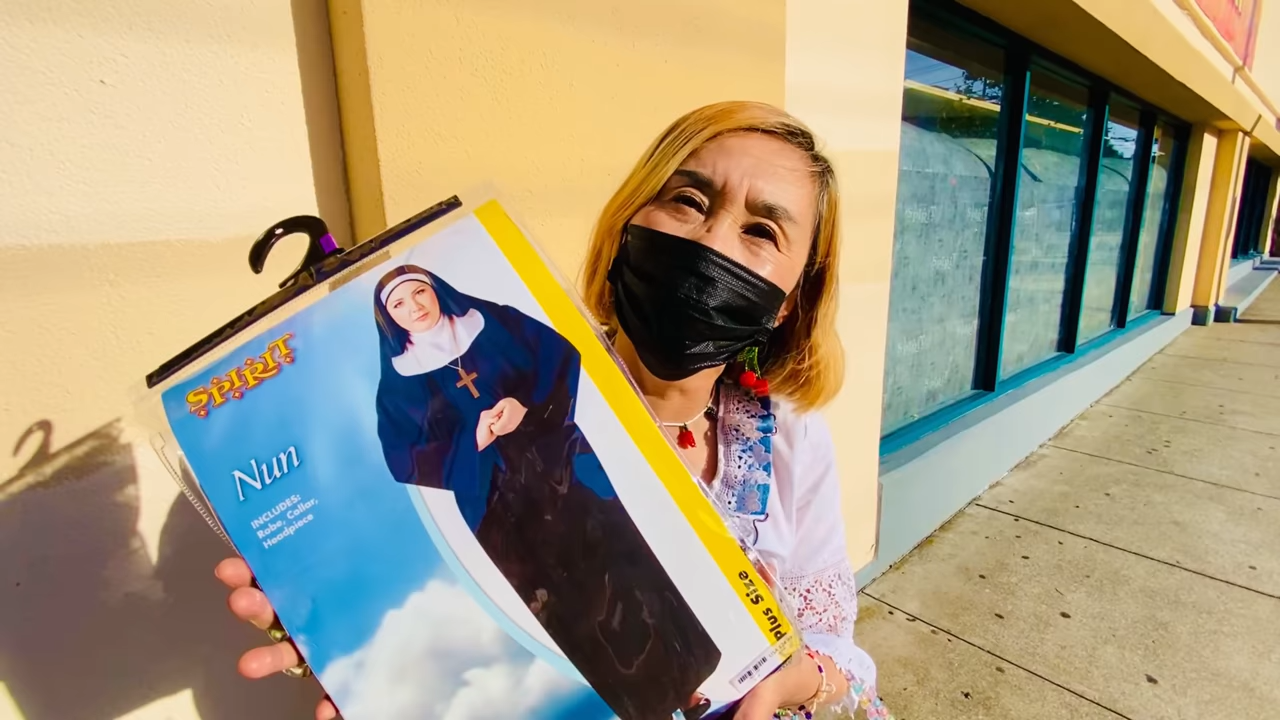 SPIRIT
Nun
INCLUDES:
Robe, Collar,
Headpiece
Plus Size